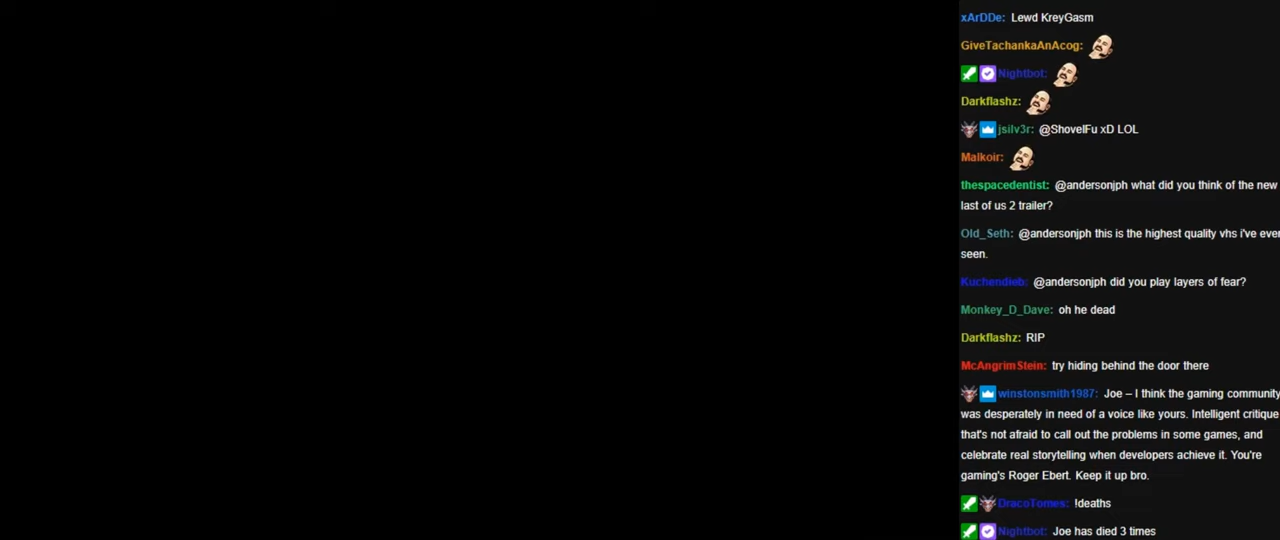 xArDDe: Lewd KreyGasm
GiveTachankaAnAcog:
Nightbot:
Darkflashz:
jsilv3r: @ShovelFu xD LOL
Malkoir:
thespacedentist: @andersonjph what did you think of the new
last of us 2 trailer?
Old_Seth: @andersonjph this is the highest quality vhs i've ever
seen.
Kuchendieb: @andersonjph did you play layers of fear?
Monkey_D_Dave: oh he dead
Darkflashz: RIP
McAngrimStein: try hiding behind the door there
winstonsmith1987: Joe – I think the gaming community
was desperately in need of a voice like yours. Intelligent critique
that's not afraid to call out the problems in some games, and
celebrate real storytelling when developers achieve it. You're
gaming's Roger Ebert. Keep it up bro.
DracoTomes: !deaths
Nightbot: Joe has died 3 times